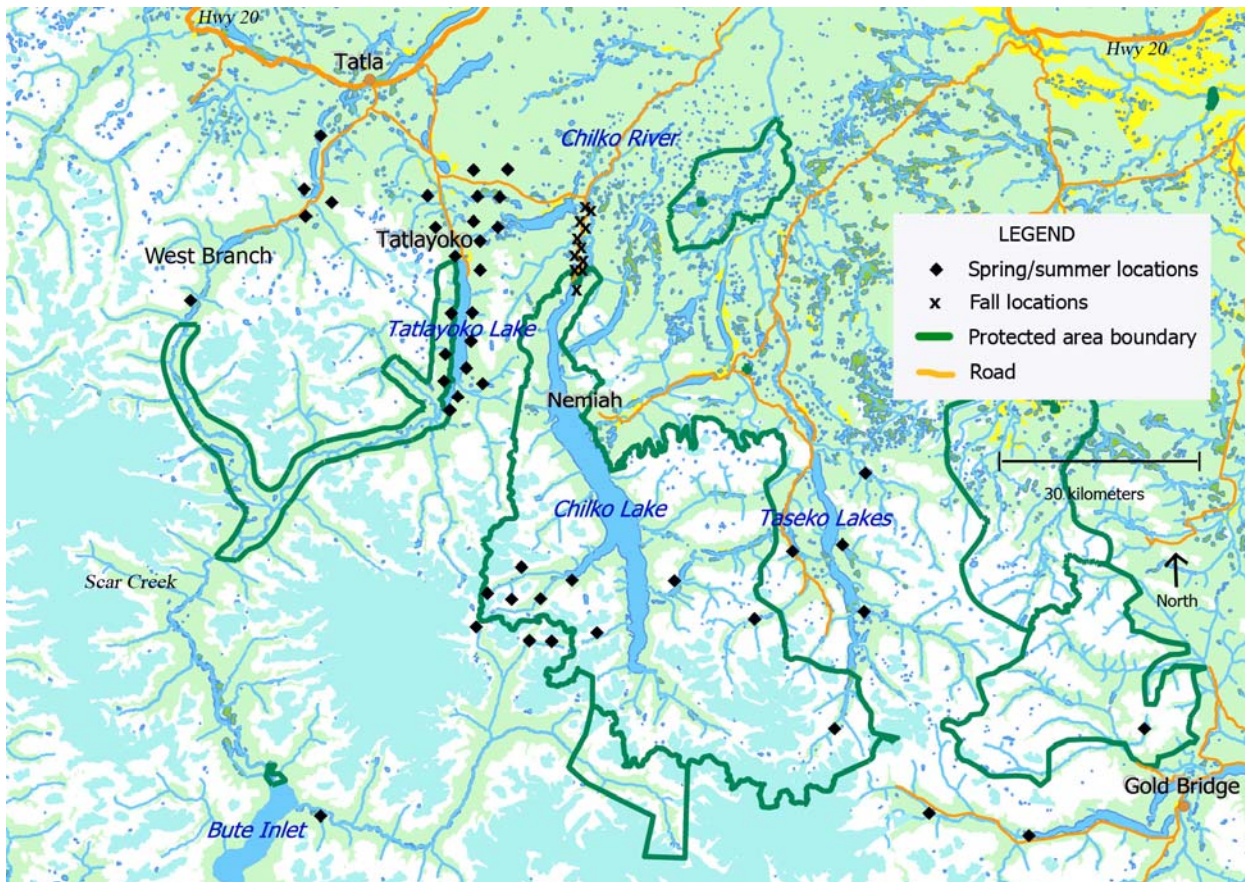 Hwy 20
Hwy 20
Tatla
Chilko River
West Branch
Tatlayoko
LEGEND
Spring/summer locations
x Fall locations
Protected area boundary
Road
Tatlayoko Lake
Nemiah
30 kilometers
Chilko Lake
Taseko Lakes
Scar Creek
North
Gold Bridge
Bute Inlet